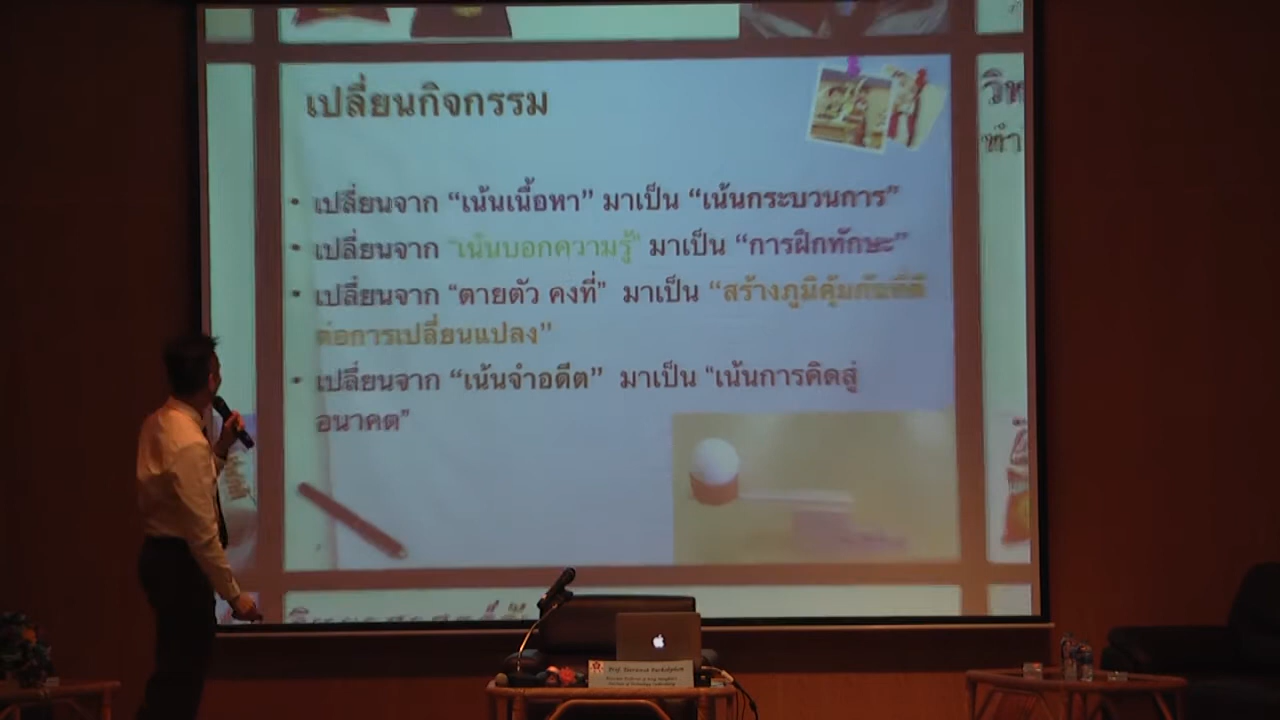 เปลี่ยนกิจกรรม
วิท
ทำ
• เปลี่ยนจาก “เน้นเนื้อหา” มาเป็น “เน้นกระบวนการ”
• เปลี่ยนจาก “เน้นบอกความรู้” มาเป็น “การฝึกทักษะ”
• เปลี่ยนจาก “ตายตัว คงที่” มาเป็น “สร้างภูมิคุ้มกันที่ดี
ต่อการเปลี่ยนแปลง”
• เปลี่ยนจาก “เน้นจำอดีต” มาเป็น “เน้นการคิดสู่
อนาคต”